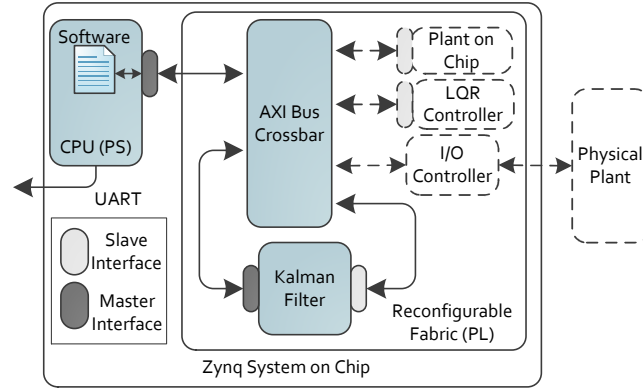 Software
CPU (PS)
UART
Slave
Interface
Master
Interface
AXI Bus
Crossbar
Plant on
Chip
LQR
Controller
I/O
Controller
Physical
Plant
Kalman
Filter
Reconfigurable
Fabric (PL)
Zynq System on Chip